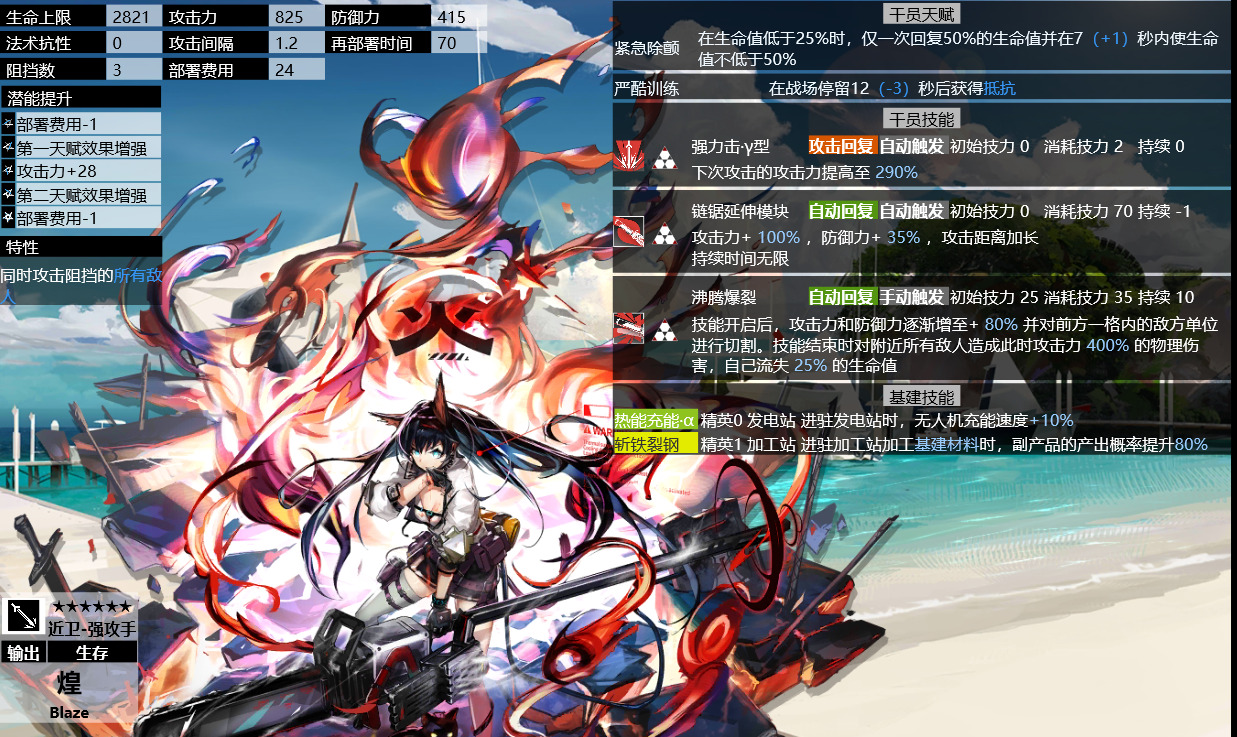 生命上限 2821 攻击力 825 防御力 415
法术抗性 0 攻击间隔 1.2 再部署时间 70
阻挡数 3 部署费用 24
潜能提升
部署费用-1
第一天赋效果增强
攻击力+28
第二天赋效果增强
部署费用-1
特性
同时攻击阻挡的所有敌
人
火
WAR
★★★★★★
近卫-强攻手
输出 生存
煌
Blaze
干员天赋
紧急除颤 在生命值低于25%时，仅一次回复50%的生命值并在7（+1）秒内使生命
值不低于50%
严酷训练 在战场停留12（-3）秒后获得抵抗
干员技能
强力击·γ型 攻击回复 自动触发 初始技力 0 消耗技力 2 持续 0
下次攻击的攻击力提高至 290%
链锯延伸模块 自动回复 自动触发 初始技力 0 消耗技力 70 持续 -1
攻击力+ 100% ，防御力+ 35% ，攻击距离加长
持续时间无限
沸腾爆裂 自动回复 手动触发 初始技力 25 消耗技力 35 持续 10
技能开启后，攻击力和防御力逐渐增至+ 80% 并对前方一格内的敌方单位
进行切割。技能结束时对附近所有敌人造成此时攻击力 400% 的物理伤
害，自己流失 25% 的生命值
基建技能
热能充能·α 精英0 发电站 进驻发电站时，无人机充能速度+10%
斩铁裂钢 精英1 加工站 进驻加工站加工基建材料时，副产品的产出概率提升80%